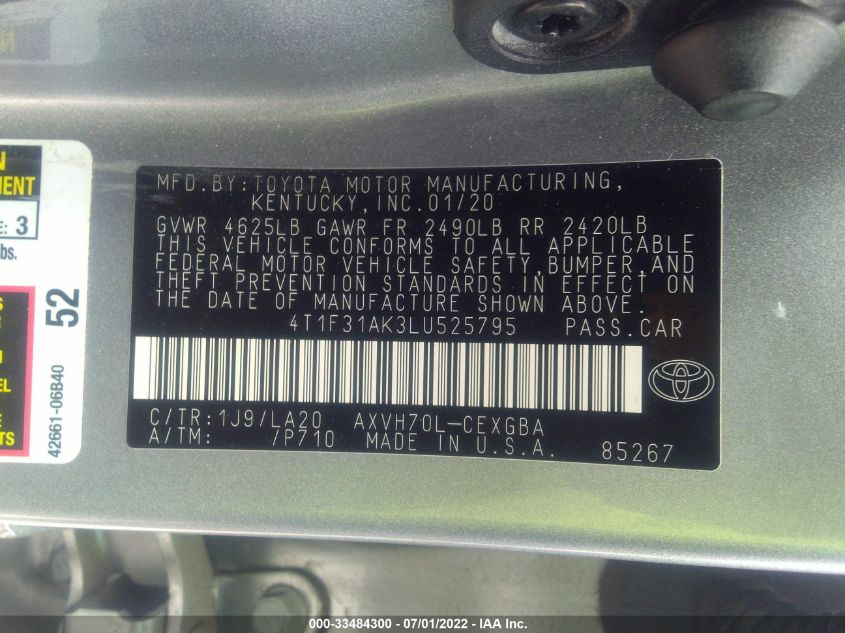 MFD.BY:TOYOTA MOTOR MANUFACTURING,
KENTUCKY, INC.01/20
GVWR 4625LB GAWR FR 2490LB RR 2420LB
THIS VEHICLE CONFORMS TO ALL APPLICABLE
FEDERAL MOTOR VEHICLE SAFETY,BUMPER,AND
THEFT PREVENTION STANDARDS IN EFFECT ON
THE DATE OF MANUFACTURE SHOWN ABOVE.
4T1F31AK3LU525795 PASS.CAR
C/TR:1J9/LA20 AXVH70L-CEXGBA
A/TM: /P710 MADE IN U.S.A.
85267
3
lbs.
52
42661-06B40
000-33484300 - 07/01/2022 - IAAI Inc.